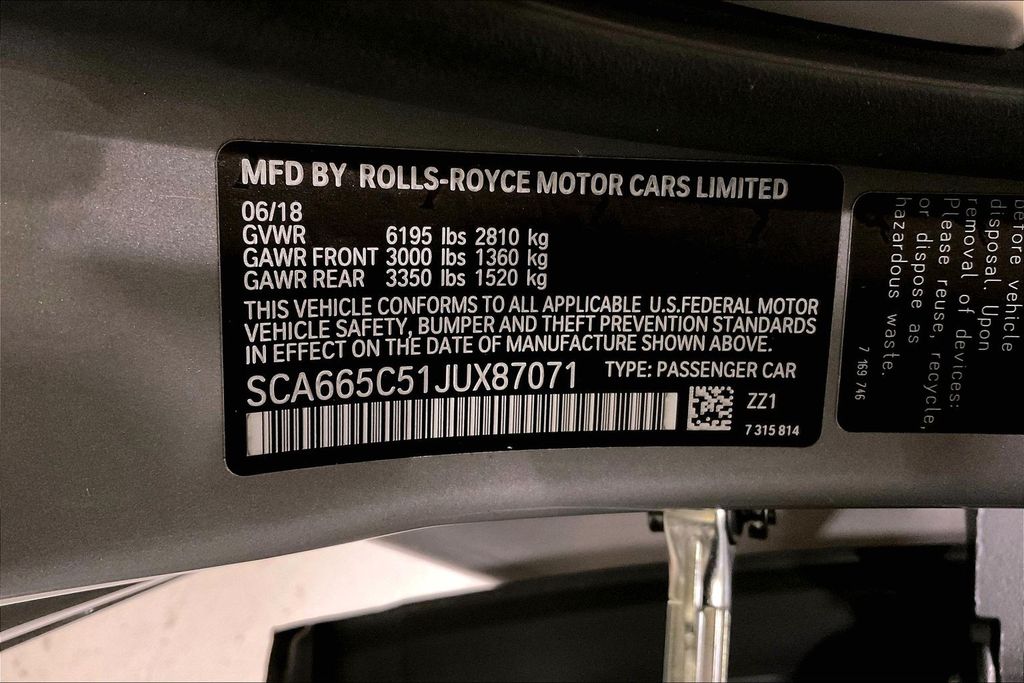 MFD BY ROLLS-ROYCE MOTOR CARS LIMITED
06/18
GVWR 6195 lbs 2810 kg
GAWR FRONT 3000 lbs 1360 kg
GAWR REAR 3350 lbs 1520 kg
THIS VEHICLE CONFORMS TO ALL APPLICABLE U.S.FEDERAL MOTOR
VEHICLE SAFETY, BUMPER AND THEFT PREVENTION STANDARDS
IN EFFECT ON THE DATE OF MANUFACTURE SHOWN ABOVE.
SCA665C51JUX87071 TYPE: PASSENGER CAR
ZZ1
7 315 814
before vehicle
disposal. Upon
removal of devices:
Please reuse, recycle,
or dispose as
hazardous waste.
7 169 746